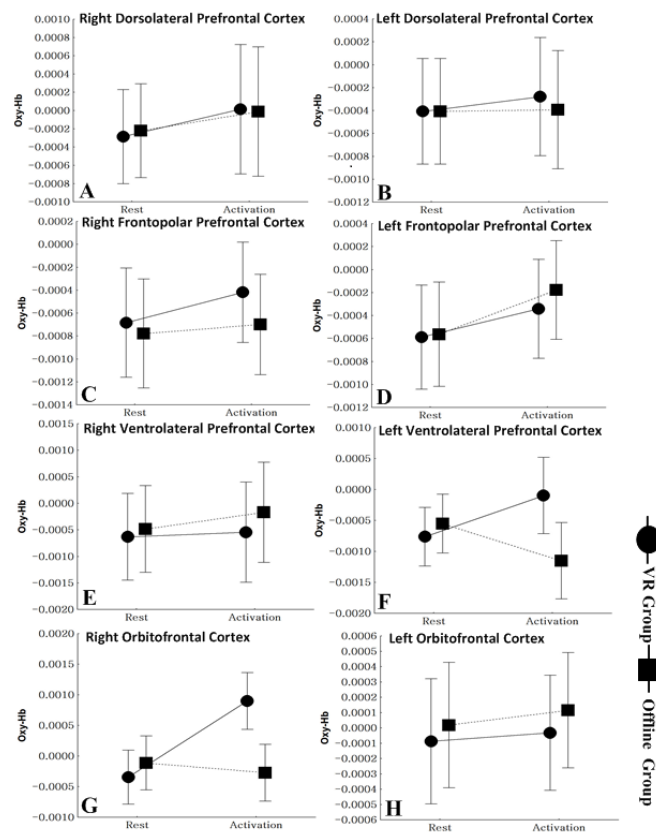 Right Dorsolateral Prefrontal Cortex
0.0010
0.0008
0.0006
0.0004
0.0002
0.0000
−0.0002
−0.0004
−0.0006
−0.0008
−0.0010
Oxy-Hb
A
Rest Activation
Left Dorsolateral Prefrontal Cortex
0.0004
0.0002
0.0000
−0.0002
−0.0004
−0.0006
−0.0008
−0.0010
−0.0012
Oxy-Hb
B
Rest Activation
Right Frontopolar Prefrontal Cortex
0.0002
0.0000
−0.0002
−0.0004
−0.0006
−0.0008
−0.0010
−0.0012
−0.0014
Oxy-Hb
C
Rest Activation
Left Frontopolar Prefrontal Cortex
0.0004
0.0002
0.0000
−0.0002
−0.0004
−0.0006
−0.0008
−0.0010
−0.0012
Oxy-Hb
D
Rest Activation
Right Ventrolateral Prefrontal Cortex
0.0015
0.0010
0.0005
0.0000
−0.0005
−0.0010
−0.0015
−0.0020
Oxy-Hb
E
Rest Activation
Left Ventrolateral Prefrontal Cortex
0.0010
0.0005
0.0000
−0.0005
−0.0010
−0.0015
−0.0020
Oxy-Hb
F
Rest Activation
Right Orbitofrontal Cortex
0.0020
0.0015
0.0010
0.0005
0.0000
−0.0005
−0.0010
Oxy-Hb
G
Rest Activation
Left Orbitofrontal Cortex
0.0006
0.0005
0.0004
0.0003
0.0002
0.0001
0.0000
−0.0001
−0.0002
−0.0003
−0.0004
−0.0005
−0.0006
Oxy-Hb
H
Rest Activation
VR Group
Offline Group